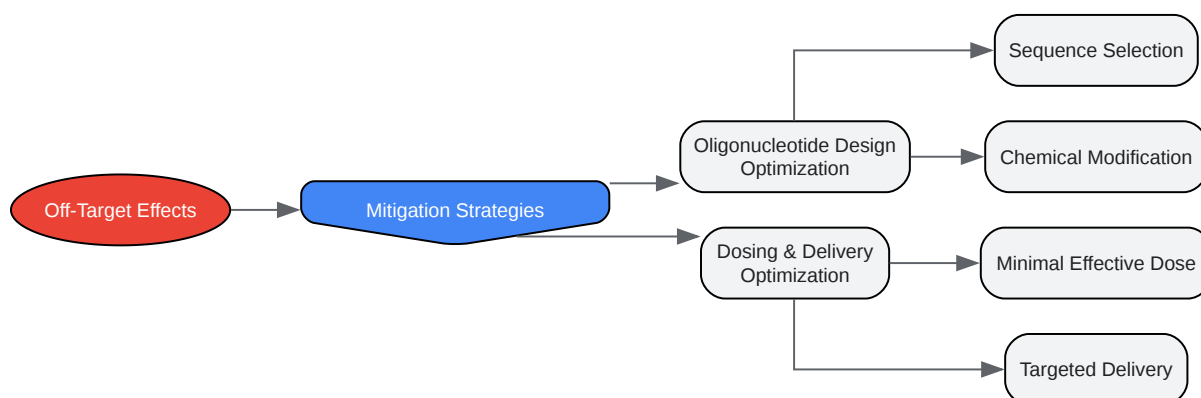 Off-Target Effects
Mitigation Strategies
Oligonucleotide Design
Optimization
Dosing & Delivery
Optimization
Sequence Selection
Chemical Modification
Minimal Effective Dose
Targeted Delivery